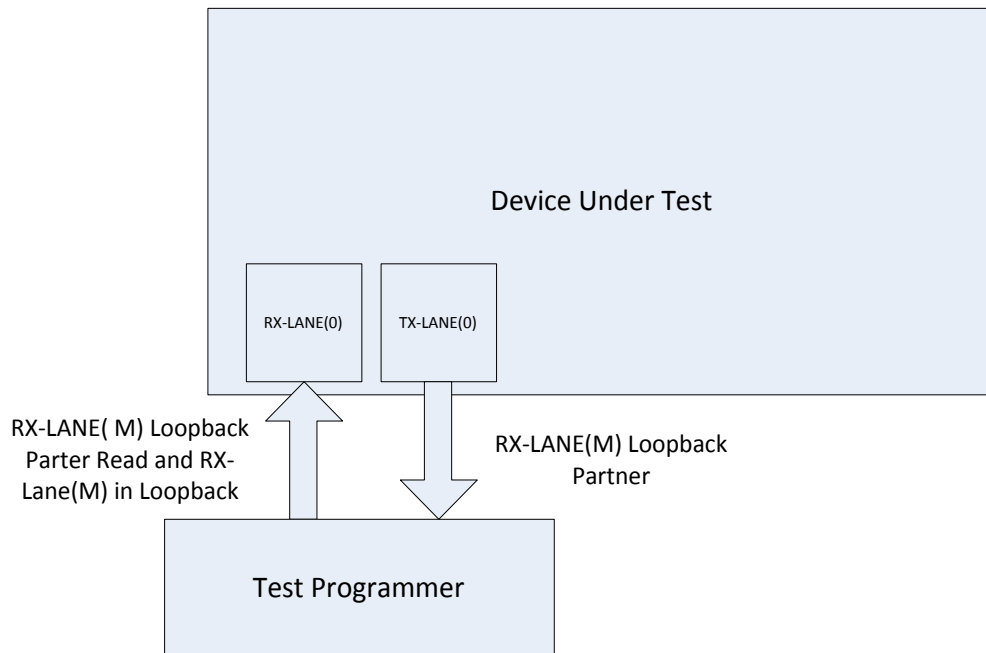 Device Under Test
RX-LANE(0)
TX-LANE(0)
RX-LANE( M) Loopback
Parter Read and RX-
Lane(M) in Loopback
RX-LANE(M) Loopback
Partner
Test Programmer